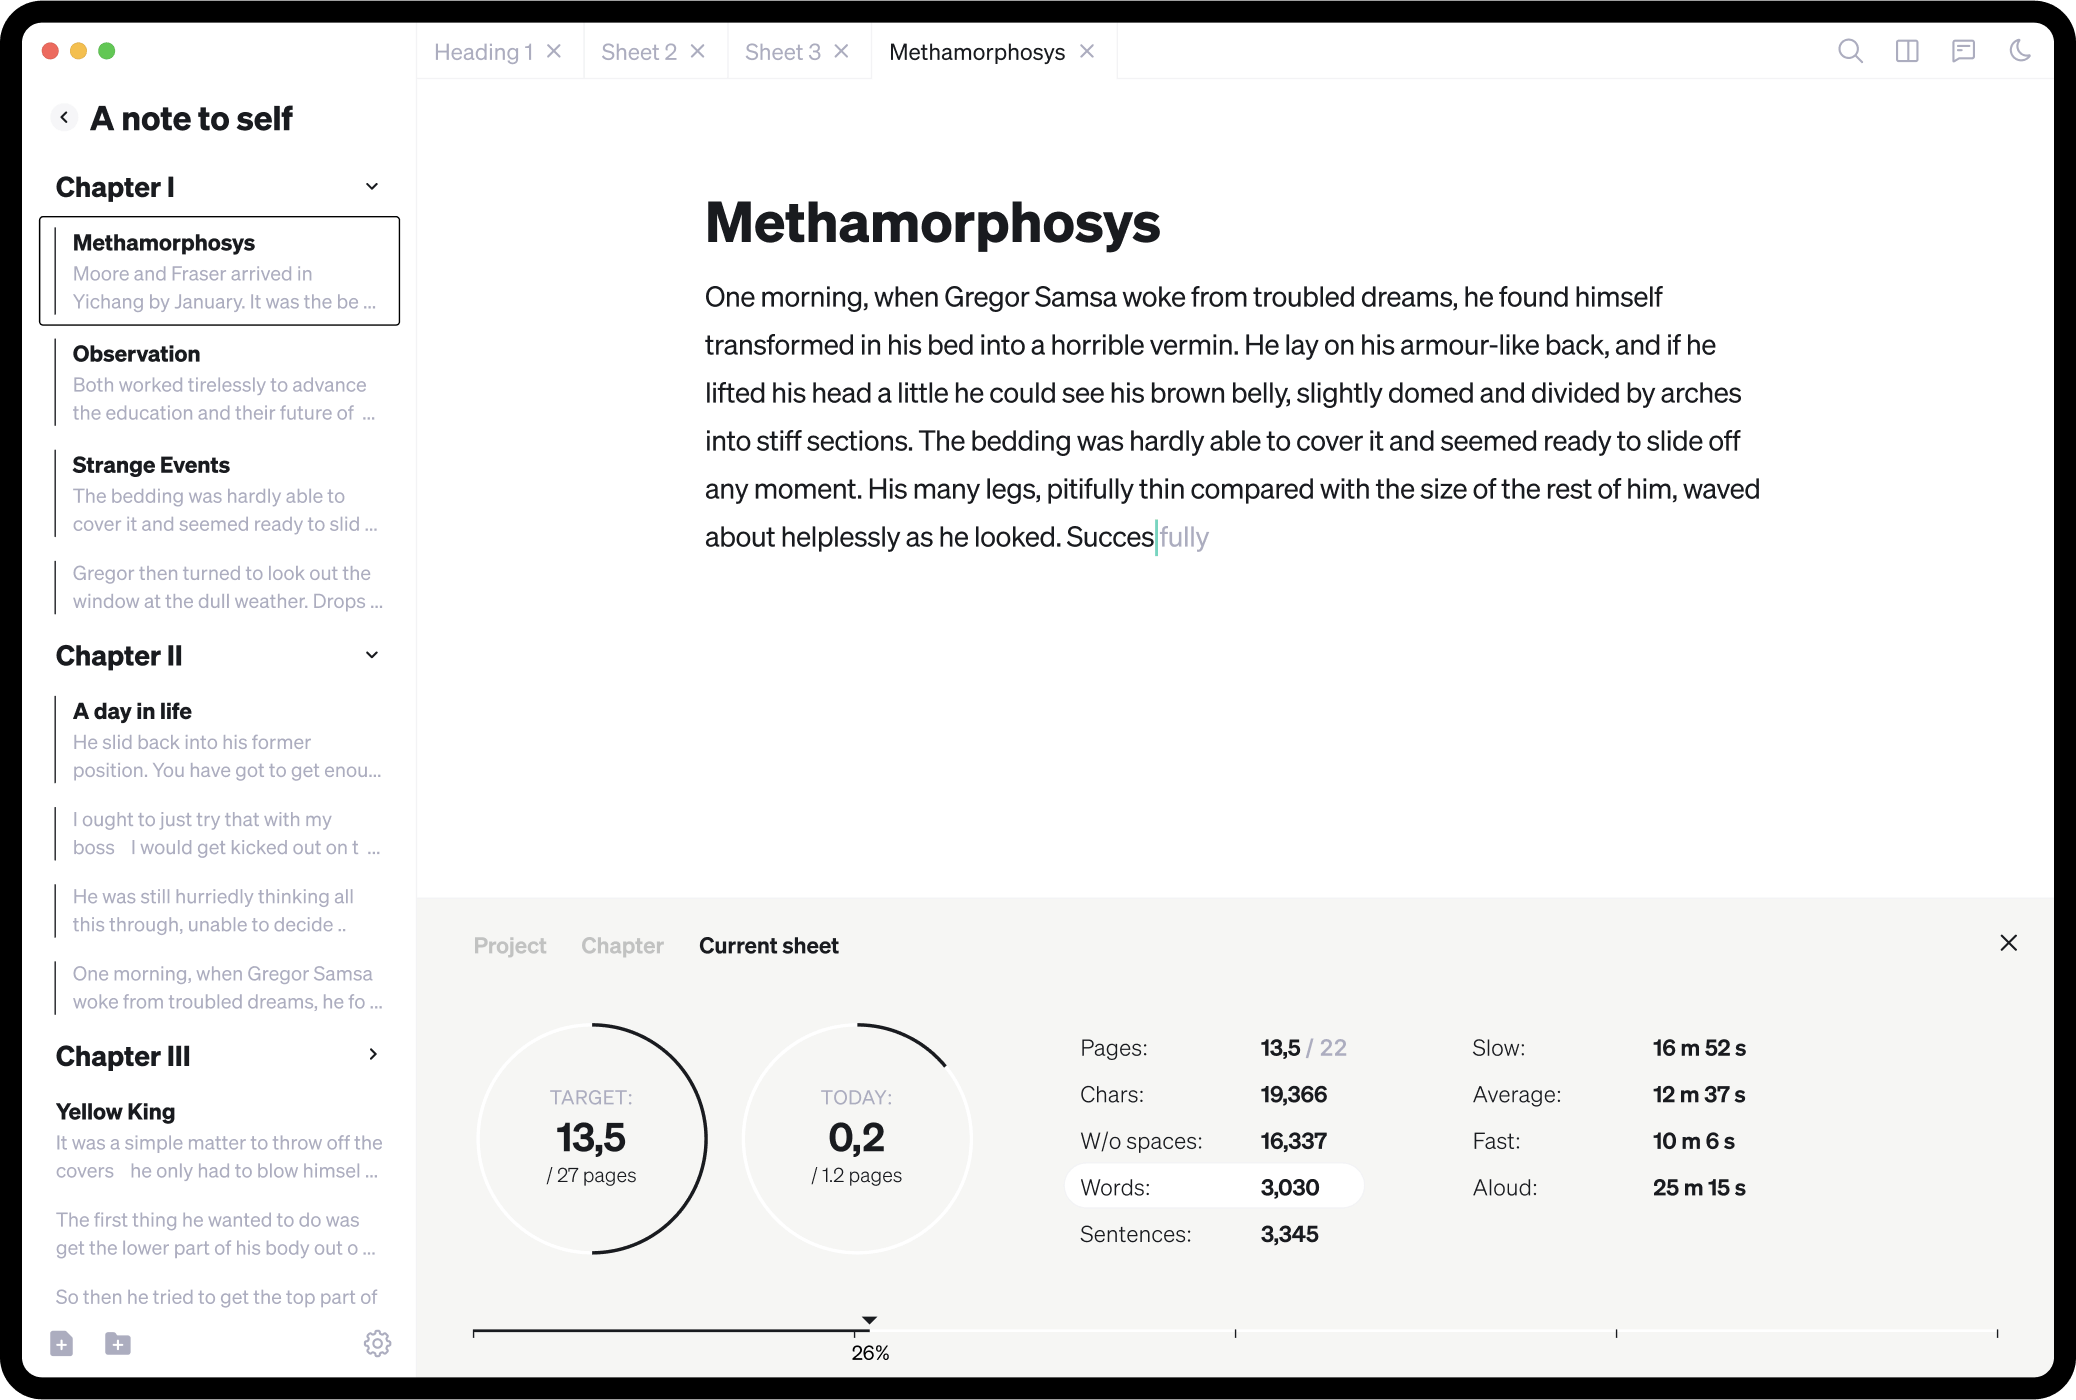 Heading 1
Sheet 2
Sheet 3
Methamorphosys
A note to self
Chapter I
Methamorphosys
Moore and Fraser arrived in
Yichang by January. It was the be ...
Observation
Both worked tirelessly to advance
the education and their future of ...
Strange Events
The bedding was hardly able to
cover it and seemed ready to slid ...
Gregor then turned to look out the
window at the dull weather. Drops ...
Chapter II
A day in life
He slid back into his former
position. You have got to get enou...
I ought to just try that with my
boss I would get kicked out on t ...
He was still hurriedly thinking all
this through, unable to decide ..
One morning, when Gregor Samsa
woke from troubled dreams, he fo ...
Chapter III
Yellow King
It was a simple matter to throw off the
covers he only had to blow himsel ...
The first thing he wanted to do was
get the lower part of his body out o ...
So then he tried to get the top part of
Methamorphosys
One morning, when Gregor Samsa woke from troubled dreams, he found himself
transformed in his bed into a horrible vermin. He lay on his armour-like back, and if he
lifted his head a little he could see his brown belly, slightly domed and divided by arches
into stiff sections. The bedding was hardly able to cover it and seemed ready to slide off
any moment. His many legs, pitifully thin compared with the size of the rest of him, waved
about helplessly as he looked. Succesfully
Project
Chapter
Current sheet
TARGET:
13,5
/ 27 pages
TODAY:
0,2
/ 1.2 pages
Pages: 13,5 / 22
Chars: 19,366
W/o spaces: 16,337
Words: 3,030
Sentences: 3,345
Slow: 16 m 52 s
Average: 12 m 37 s
Fast: 10 m 6 s
Aloud: 25 m 15 s
26%